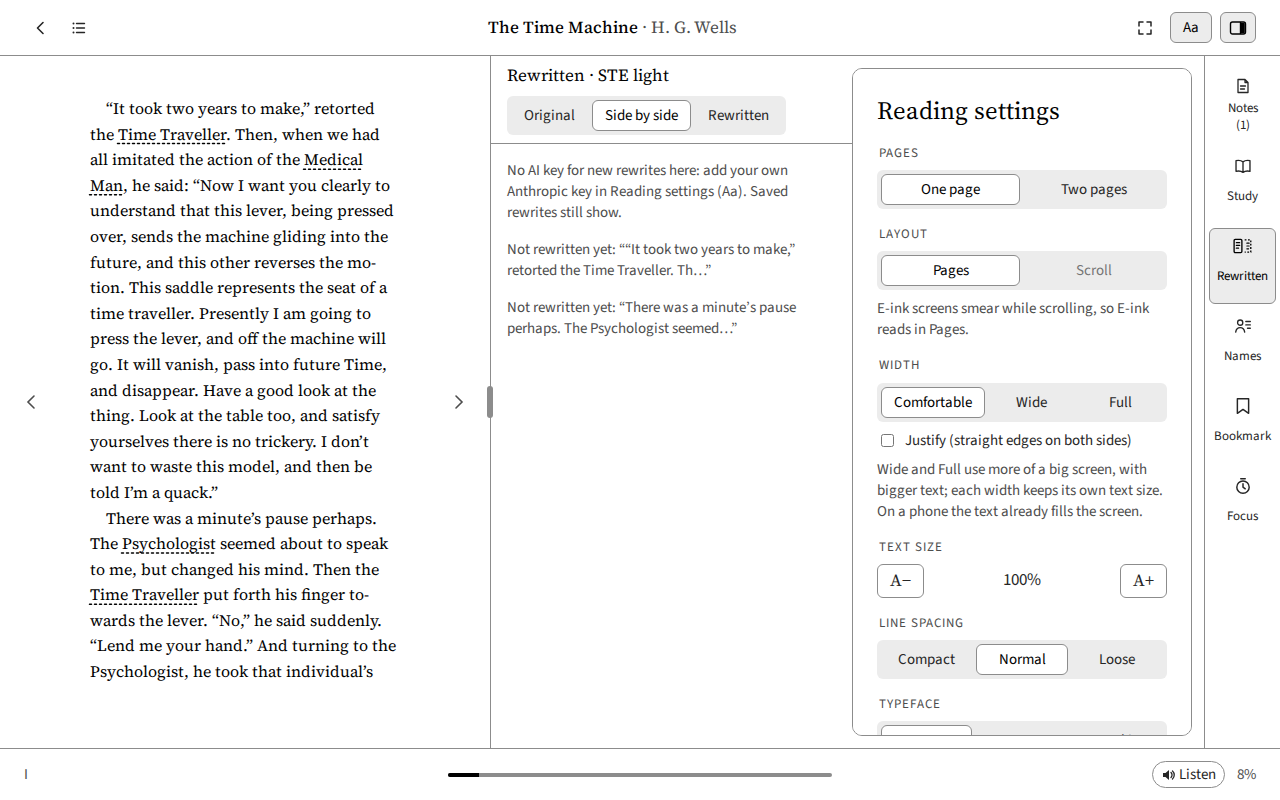 The Time Machine · H. G. Wells
Aa
“It took two years to make,” retorted
the Time Traveller. Then, when we had
all imitated the action of the Medical
Man, he said: “Now I want you clearly to
understand that this lever, being pressed
over, sends the machine gliding into the
future, and this other reverses the mo-
tion. This saddle represents the seat of a
time traveller. Presently I am going to
press the lever, and off the machine will
go. It will vanish, pass into future Time,
and disappear. Have a good look at the
thing. Look at the table too, and satisfy
yourselves there is no trickery. I don’t
want to waste this model, and then be
told I’m a quack.”
There was a minute’s pause perhaps.
The Psychologist seemed about to speak
to me, but changed his mind. Then the
Time Traveller put forth his finger to-
wards the lever. “No,” he said suddenly.
“Lend me your hand.” And turning to the
Psychologist, he took that individual’s
Rewritten · STE light
Original Side by side Rewritten
No AI key for new rewrites here: add your own
Anthropic key in Reading settings (Aa). Saved
rewrites still show.
Not rewritten yet: ““It took two years to make,”
retorted the Time Traveller. Th…”
Not rewritten yet: “There was a minute’s pause
perhaps. The Psychologist seemed…”
Reading settings
PAGES
One page Two pages
LAYOUT
Pages Scroll
E-ink screens smear while scrolling, so E-ink
reads in Pages.
WIDTH
Comfortable Wide Full
Justify (straight edges on both sides)
Wide and Full use more of a big screen, with
bigger text; each width keeps its own text size.
On a phone the text already fills the screen.
TEXT SIZE
A− 100% A+
LINE SPACING
Compact Normal Loose
TYPEFACE
Notes
(1)
Study
Rewritten
Names
Bookmark
Focus
I
Listen 8%